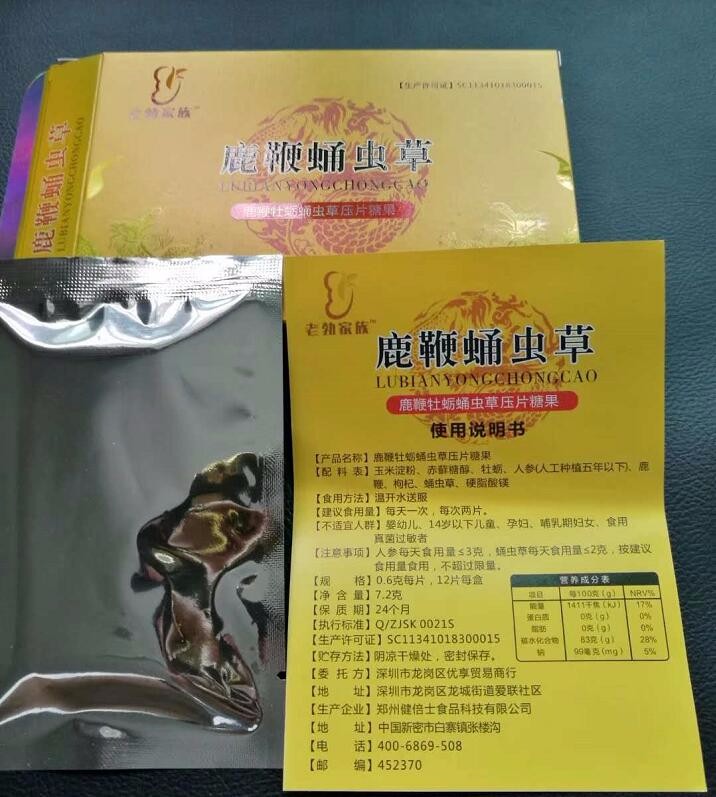 老勃家族™
【生产许可证】SC11341018300015
鹿鞭蛹虫草
LUBIANYONGCHONGCAO
鹿鞭牡蛎蛹虫草压片糖果
鹿鞭蛹虫草
LUBIANYONGCHONGCAO
老勃家族™
鹿鞭蛹虫草
LUBIANYONGCHONGCAO
鹿鞭牡蛎蛹虫草压片糖果
使用说明书
【产品名称】鹿鞭牡蛎蛹虫草压片糖果
【配 料 表】玉米淀粉、赤藓糖醇、牡蛎、人参(人工种植五年以下)、鹿
鞭、枸杞、蛹虫草、硬脂酸镁
【食用方法】温开水送服
【建议食用量】每天一次，每次两片。
【不适宜人群】婴幼儿、14岁以下儿童、孕妇、哺乳期妇女、食用
真菌过敏者
【注意事项】人参每天食用量≤3克，蛹虫草每天食用量≤2克，按建议
食用量食用，不超过限量。
【规 格】0.6克每片，12片每盒
【净 含 量】7.2克
【保 质 期】24个月
【执行标准】Q/ZJSK 0021S
【生产许可证】SC11341018300015
【贮存方法】阴凉干燥处，密封保存。
【委 托 方】深圳市龙岗区优享贸易商行
【地 址】深圳市龙岗区龙城街道爱联社区
【生产企业】郑州健倍士食品科技有限公司
【地 址】中国新密市白寨镇张楼沟
【电 话】400-6869-508
【邮 编】452370
营养成分表
项目 每100克(g) NRV%
能量 1411千焦(kJ) 17%
蛋白质 0克(g) 0%
脂肪 0克(g) 0%
碳水化合物 83克(g) 28%
钠 99毫克(mg) 5%